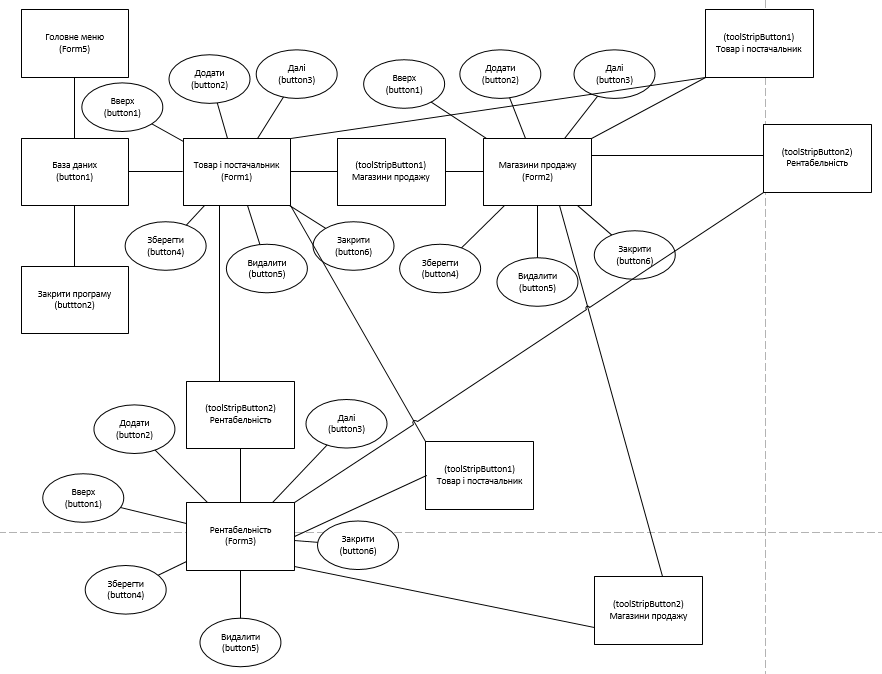 Головне меню
(Form5)
(toolStripButton1)
Товар і постачальник
Додати
(button2)
Далі
(button3)
Вверх
(button1)
Додати
(button2)
Далі
(button3)
Вверх
(button1)
База даних
(button1)
Товар і постачальник
(Form1)
(toolStripButton1)
Магазини продажу
Магазини продажу
(Form2)
(toolStripButton2)
Рентабельність
Зберегти
(button4)
Видалити
(button5)
Закрити
(button6)
Зберегти
(button4)
Видалити
(button5)
Закрити
(button6)
Закрити програму
(buttton2)
(toolStripButton2)
Рентабельність
Додати
(button2)
Далі
(button3)
(toolStripButton1)
Товар і постачальник
Вверх
(button1)
Рентабельність
(Form3)
Закрити
(button6)
Зберегти
(button4)
Видалити
(button5)
(toolStripButton2)
Магазини продажу